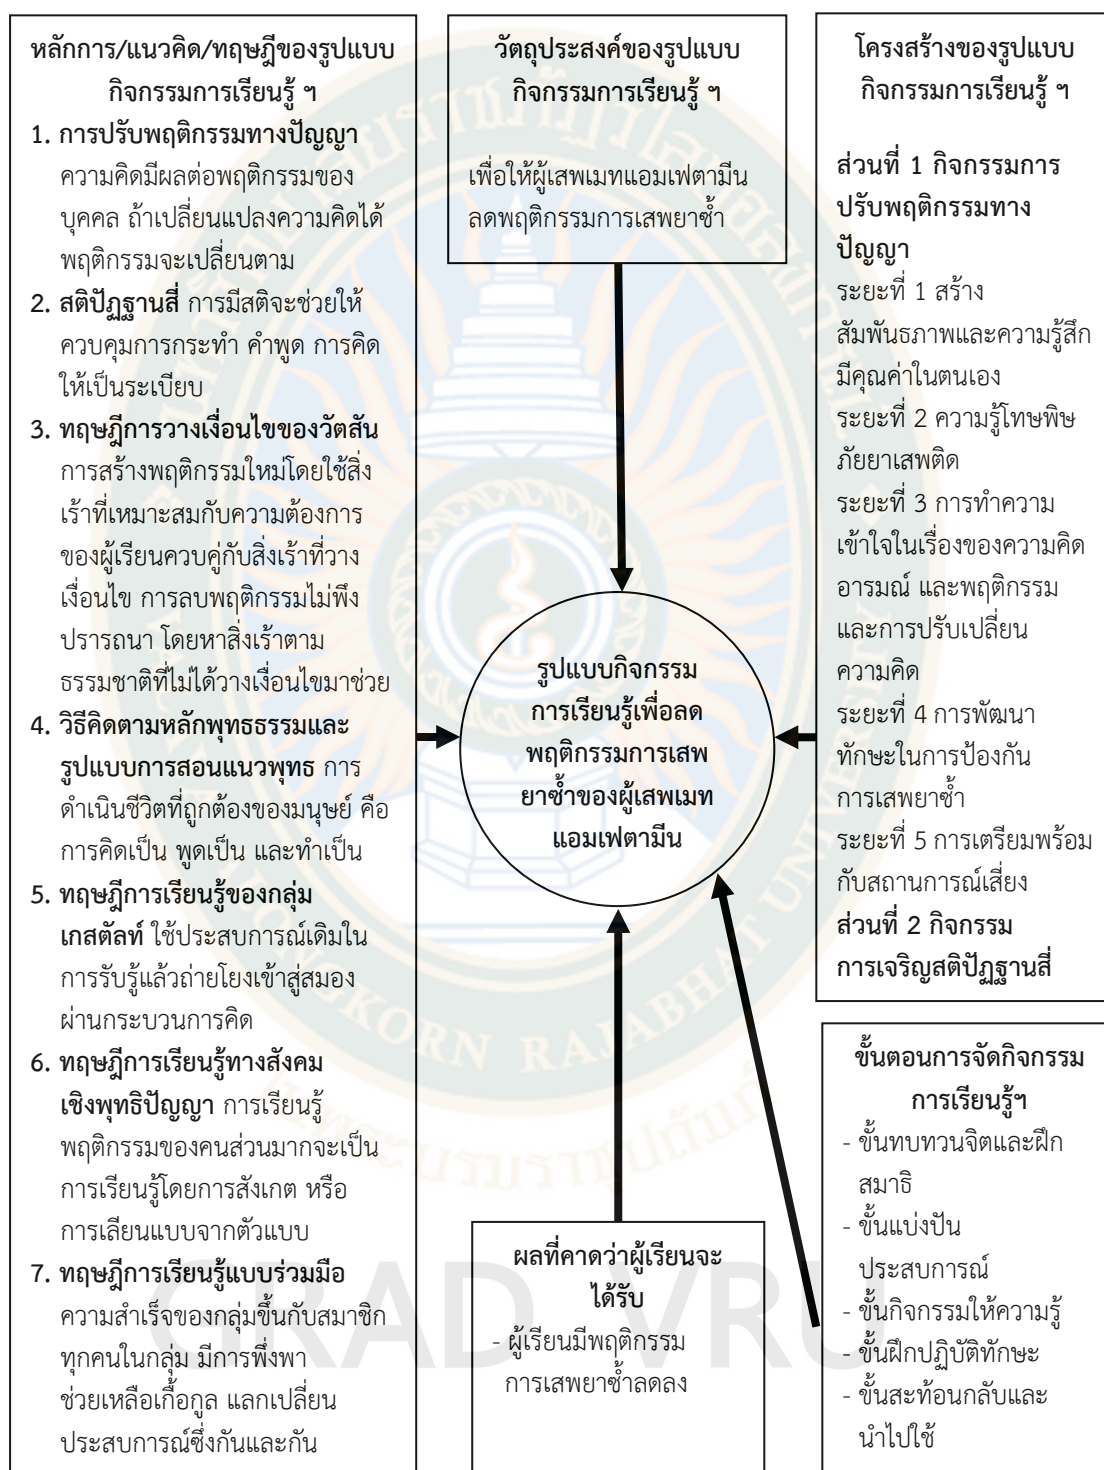 หลักการ/แนวคิด/ทฤษฎีของรูปแบบ
กิจกรรมการเรียนรู้ ฯ
1. การปรับพฤติกรรมทางปัญญา
ความคิดมีผลต่อพฤติกรรมของ
บุคคล ถ้าเปลี่ยนแปลงความคิดได้
พฤติกรรมจะเปลี่ยนตาม
2. สติปัฏฐานสี่ การมีสติจะช่วยให้
ควบคุมการกระทำ คำพูด การคิด
ให้เป็นระเบียบ
3. ทฤษฎีการวางเงื่อนไขของวัตสัน
การสร้างพฤติกรรมใหม่โดยใช้สิ่ง
เร้าที่เหมาะสมกับความต้องการ
ของผู้เรียนควบคู่กับสิ่งเร้าที่วาง
เงื่อนไข การลบพฤติกรรมไม่พึง
ปรารถนา โดยหาสิ่งเร้าตาม
ธรรมชาติที่ไม่ได้วางเงื่อนไขมาช่วย
4. วิธีคิดตามหลักพุทธธรรมและ
รูปแบบการสอนแนวพุทธ การ
ดำเนินชีวิตที่ถูกต้องของมนุษย์ คือ
การคิดเป็น พูดเป็น และทำเป็น
5. ทฤษฎีการเรียนรู้ของกลุ่ม
เกสตัลท์ ใช้ประสบการณ์เดิมใน
การรับรู้แล้วถ่ายโยงเข้าสู่สมอง
ผ่านกระบวนการคิด
6. ทฤษฎีการเรียนรู้ทางสังคม
เชิงพุทธิปัญญา การเรียนรู้
พฤติกรรมของคนส่วนมากจะเป็น
การเรียนรู้โดยการสังเกต หรือ
การเลียนแบบจากตัวแบบ
7. ทฤษฎีการเรียนรู้แบบร่วมมือ
ความสำเร็จของกลุ่มขึ้นกับสมาชิก
ทุกคนในกลุ่ม มีการพึ่งพา
ช่วยเหลือเกื้อกูล แลกเปลี่ยน
ประสบการณ์ซึ่งกันและกัน
วัตถุประสงค์ของรูปแบบ
กิจกรรมการเรียนรู้ ฯ
เพื่อให้ผู้เสพเมทแอมเฟตามีน
ลดพฤติกรรมการเสพยาซ้ำ
รูปแบบกิจกรรม
การเรียนรู้เพื่อลด
พฤติกรรมการเสพ
ยาซ้ำของผู้เสพเมท
แอมเฟตามีน
ผลที่คาดว่าผู้เรียนจะ
ได้รับ
- ผู้เรียนมีพฤติกรรม
การเสพยาซ้ำลดลง
โครงสร้างของรูปแบบ
กิจกรรมการเรียนรู้ ฯ
ส่วนที่ 1 กิจกรรมการ
ปรับพฤติกรรมทาง
ปัญญา
ระยะที่ 1 สร้าง
สัมพันธภาพและความรู้สึก
มีคุณค่าในตนเอง
ระยะที่ 2 ความรู้โทษพิษ
ภัยยาเสพติด
ระยะที่ 3 การทำความ
เข้าใจในเรื่องของความคิด
อารมณ์ และพฤติกรรม
และการปรับเปลี่ยน
ความคิด
ระยะที่ 4 การพัฒนา
ทักษะในการป้องกัน
การเสพยาซ้ำ
ระยะที่ 5 การเตรียมพร้อม
กับสถานการณ์เสี่ยง
ส่วนที่ 2 กิจกรรม
การเจริญสติปัฏฐานสี่
ขั้นตอนการจัดกิจกรรม
การเรียนรู้ฯ
- ขั้นทบทวนจิตและฝึก
สมาธิ
- ขั้นแบ่งปัน
ประสบการณ์
- ขั้นกิจกรรมให้ความรู้
- ขั้นฝึกปฏิบัติทักษะ
- ขั้นสะท้อนกลับและ
นำไปใช้
GRAD VRU